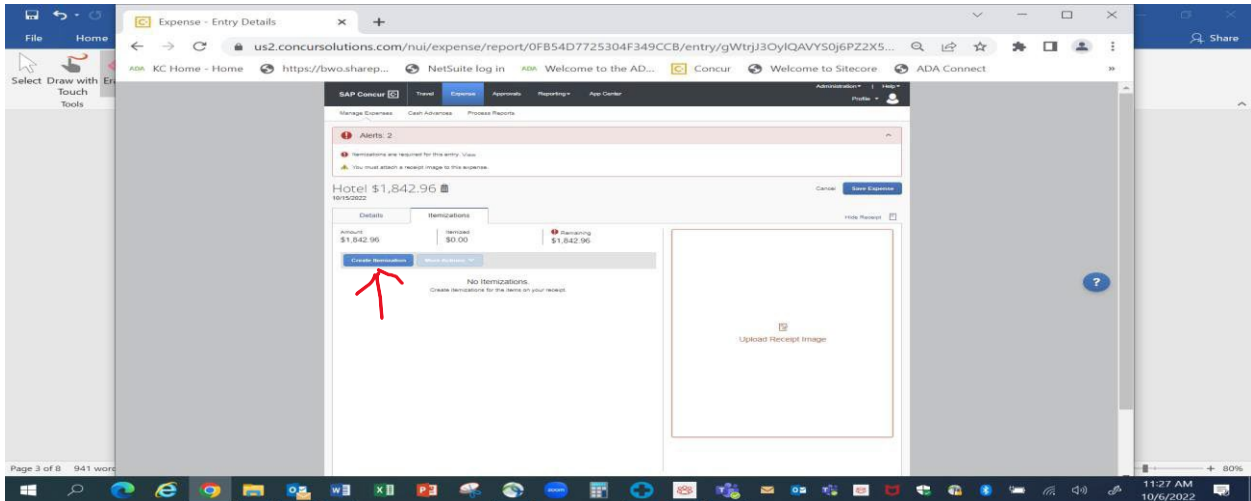 Expense - Entry Details
File Home
Share
us2.concursolutions.com/nui/expense/report/0FB54D7725304F349CCB/entry/gWtrjJ3OyIQAVYS0j6PZ2X5...
KC Home - Home https://bwo.sharep... NetSuite log in ADA Welcome to the AD... Concur Welcome to Sitecore ADA Connect
Select Draw with Era
Touch
Tools
Administration | Help
SAP Concur C Travel Expense Approvals Reporting App Center
Profile
Manage Expenses Cash Advances Process Reports
Alerts: 2
Itemizations are required for this entry. View
You must attach a receipt image to this expense.
Hotel $1,842.96
Cancel Save Expense
10/15/2022
Details Itemizations
Hide Receipt
Amount Itemized Remaining
$1,842.96 $0.00 $1,842.96
Create Itemization More Actions
No Itemizations.
Create itemizations for the items on your receipt.
?
Upload Receipt Image
Page 3 of 8 941 word
80%
11:27 AM
10/6/2022